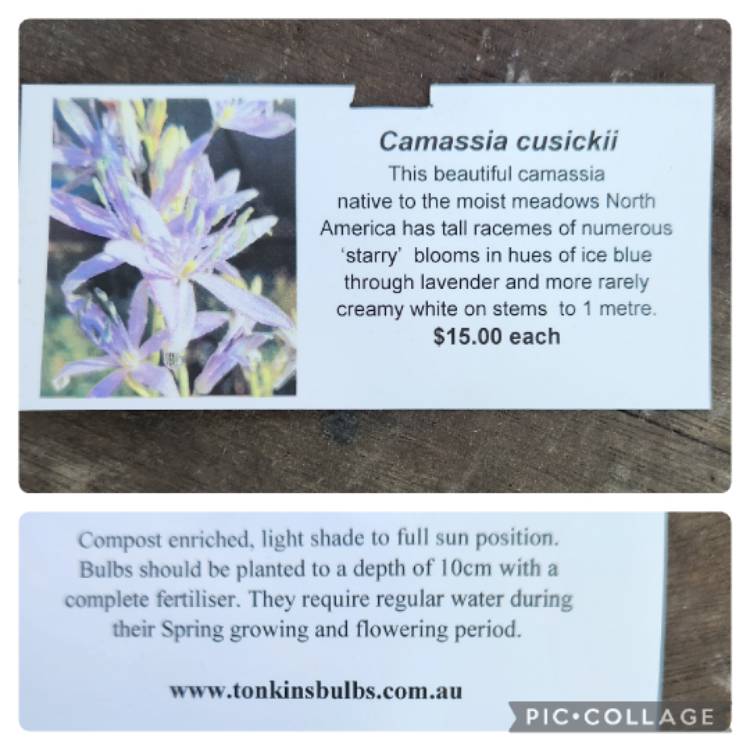 Camassia cusickii
This beautiful camassia
native to the moist meadows North
America has tall racemes of numerous
‘starry’ blooms in hues of ice blue
through lavender and more rarely
creamy white on stems to 1 metre.
$15.00 each
Compost enriched, light shade to full sun position.
Bulbs should be planted to a depth of 10cm with a
complete fertiliser. They require regular water during
their Spring growing and flowering period.
www.tonkinsbulbs.com.au
PIC•COLLAGE